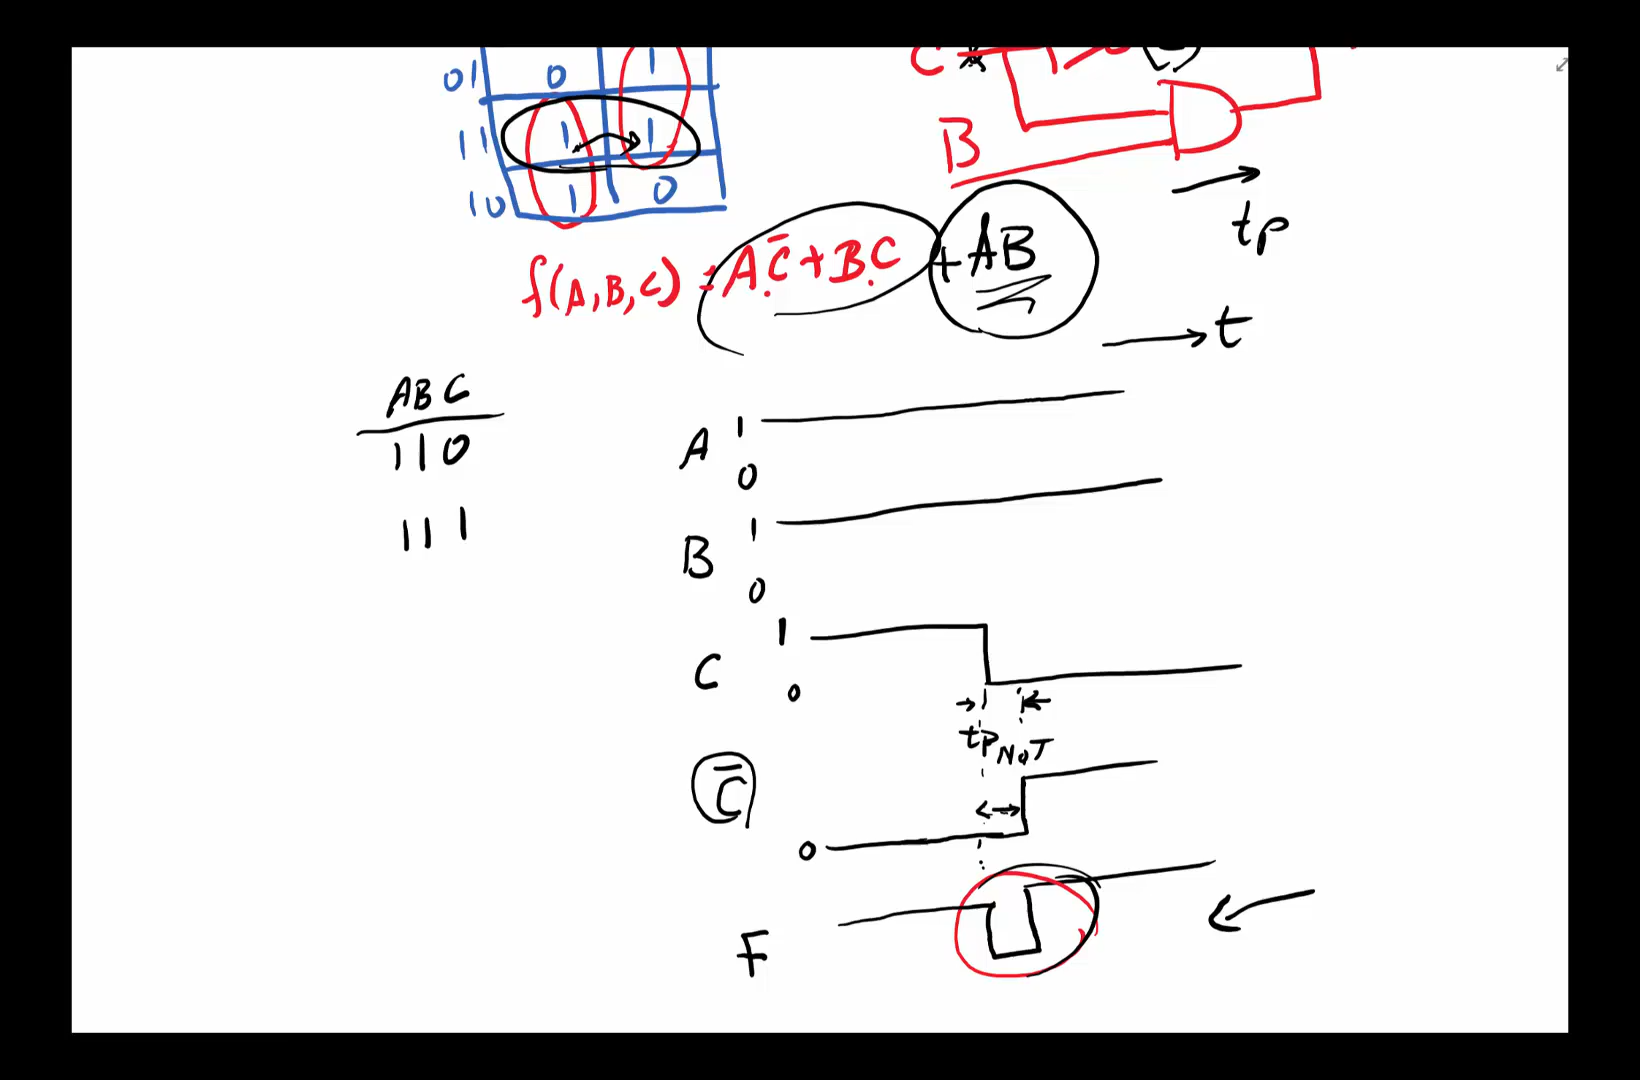 01 0 1
11 1 1
10 1 0
C
B
tp
f(A,B,C) = AC̅ + BC + AB
t
ABC
110
111
A 1
0
B 1
0
C 1
0
tpNOT
C̅
0
F